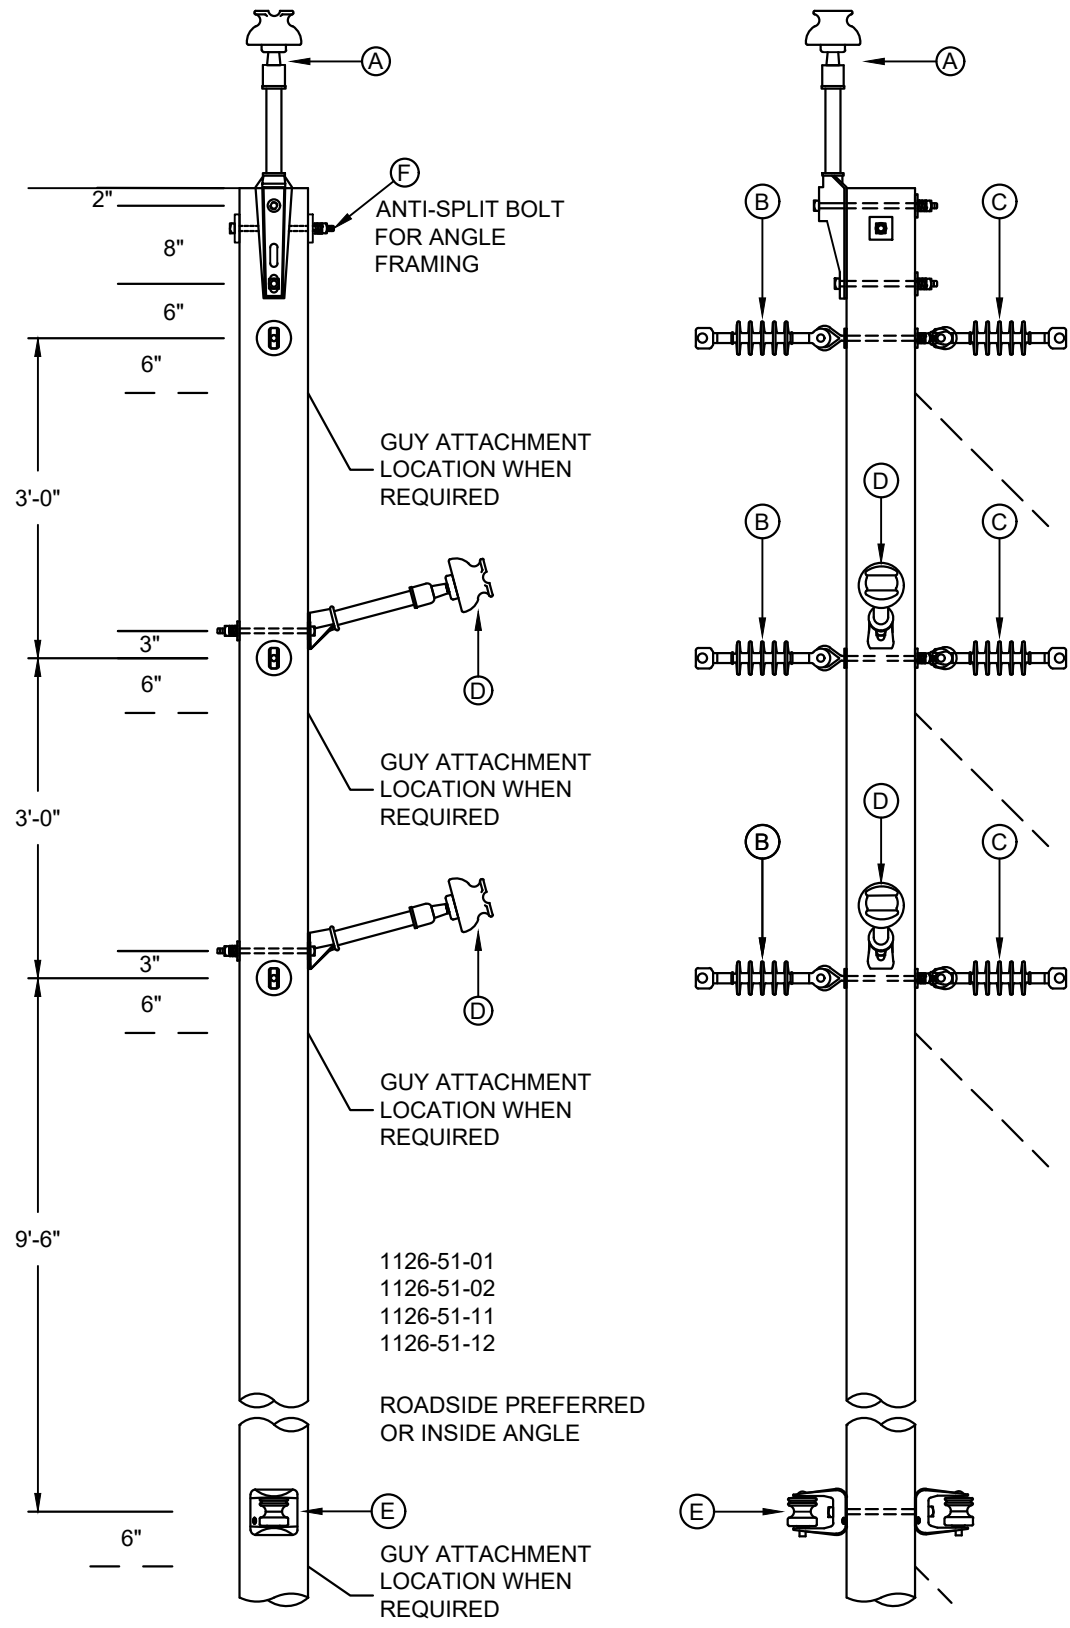 A
A
F
2"
ANTI-SPLIT BOLT
FOR ANGLE
FRAMING
B
C
8"
6"
6"
GUY ATTACHMENT
LOCATION WHEN
REQUIRED
3'-0"
D
B
C
3"
6"
D
GUY ATTACHMENT
LOCATION WHEN
REQUIRED
3'-0"
D
B
C
3"
6"
D
GUY ATTACHMENT
LOCATION WHEN
REQUIRED
9'-6"
1126-51-01
1126-51-02
1126-51-11
1126-51-12
ROADSIDE PREFERRED
OR INSIDE ANGLE
E
E
6"
GUY ATTACHMENT
LOCATION WHEN
REQUIRED